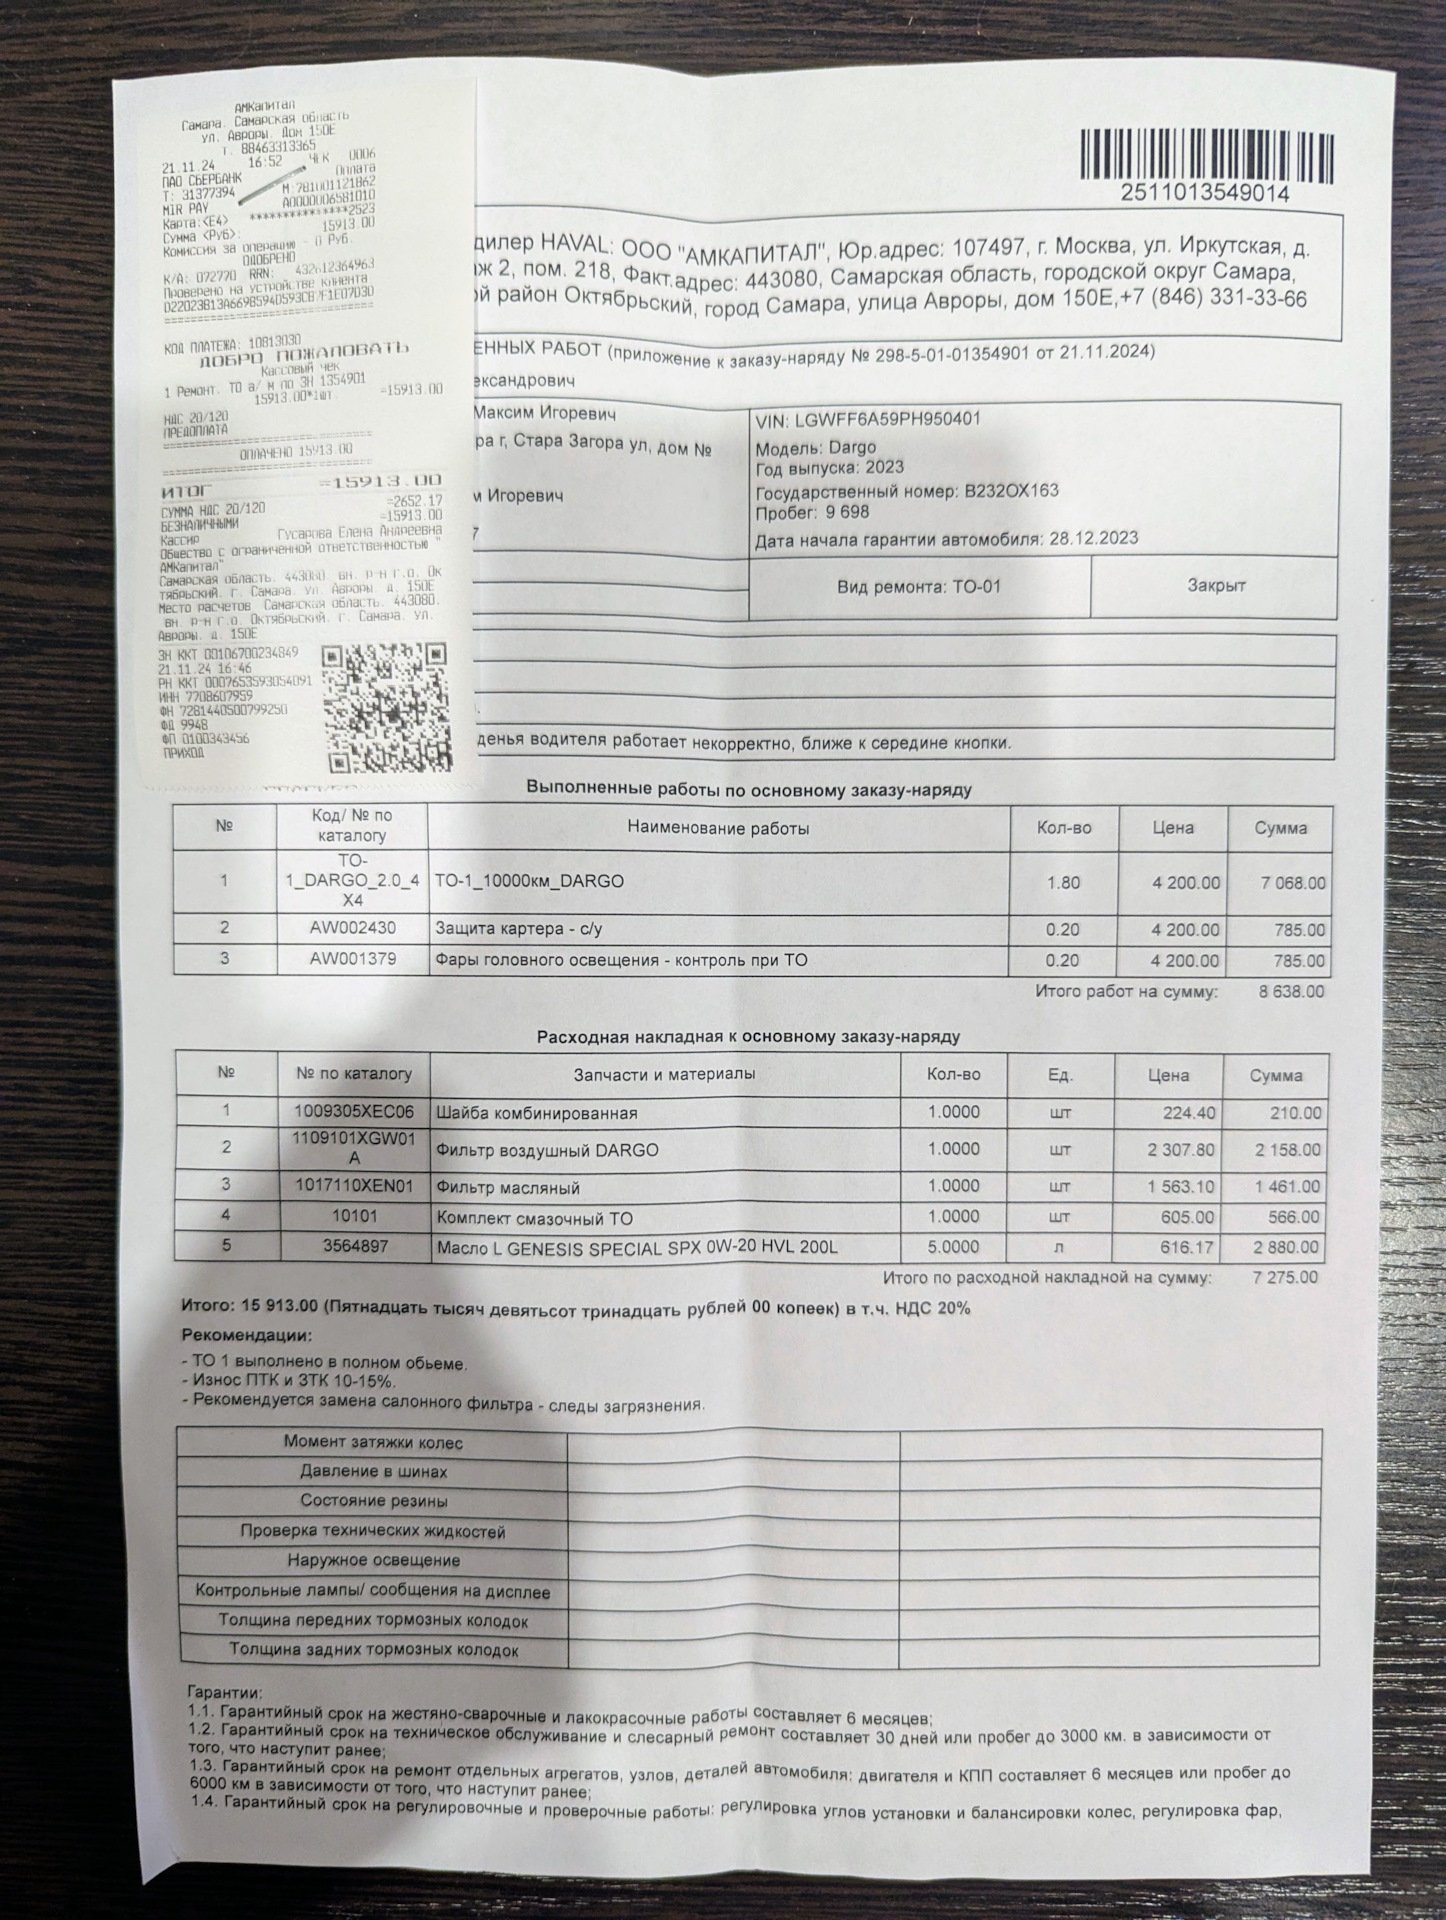 АМКапитал
Самара. Самарская область
ул. Авроры. Дом 150Е
т. 88463313365
21.11.24 16:52 ЧЕК 0006
ПАО СБЕРБАНК Оплата
Т: 31377394 М:781001121862
MIR PAY A0000006581010
Карта:<E4> **************2523
Сумма <Руб>: 15913.00
Комиссия за операцию - 0 Руб.
ОДОБРЕНО
К/А: 072770 RRN: 432612364963
Проверено на устройстве клиента
КОД ПЛАТЕЖА: 10813030
ДОБРО ПОЖАЛОВАТЬ
Кассовый чек
1 Ремонт. ТО а/ м по ЗН 1354901
15913.00*1шт. =15913.00
НДС 20/120
ПРЕДОПЛАТА
ОПЛАЧЕНО 15913.00
ИТОГ =15913.00
СУММА НДС 20/120 =2652.17
БЕЗНАЛИЧНЫМИ =15913.00
Кассир Гусарова Елена Андреевна
Общество с ограниченной ответственностью "
АМКапитал"
Самарская область. 443080. вн. р-н г.о. Ок
тябрьский. г. Самара. ул. Авроры. д. 150Е
Место расчетов Самарская область. 443080.
вн. р-н г.о. Октябрьский. г. Самара. ул.
Авроры. д. 150Е
ЗН ККТ 00106700234849
21.11.24 16:46
РН ККТ 0007653593054091
ИНН 7708607959
ФН 7281440500799250
ФД 9948
ФП 0100343456
ПРИХОД
2511013549014
дилер HAVAL: ООО "АМКАПИТАЛ", Юр.адрес: 107497, г. Москва, ул. Иркутская, д.
ж 2, пом. 218, Факт.адрес: 443080, Самарская область, городской округ Самара,
ой район Октябрьский, город Самара, улица Авроры, дом 150Е,+7 (846) 331-33-66
ЕННЫХ РАБОТ (приложение к заказу-наряду № 298-5-01-01354901 от 21.11.2024)
ександрович
Максим Игоревич
ра г, Стара Загора ул, дом №
м Игоревич
7
VIN: LGWFF6A59PH950401
Модель: Dargo
Год выпуска: 2023
Государственный номер: В232ОХ163
Пробег: 9 698
Дата начала гарантии автомобиля: 28.12.2023
Вид ремонта: ТО-01 Закрыт
денья водителя работает некорректно, ближе к середине кнопки.
Выполненные работы по основному заказу-наряду
№ Код/ № по каталогу Наименование работы Кол-во Цена Сумма
1 ТО-1_DARGO_2.0_4X4 ТО-1_10000км_DARGO 1.80 4 200.00 7 068.00
2 AW002430 Защита картера - с/у 0.20 4 200.00 785.00
3 AW001379 Фары головного освещения - контроль при ТО 0.20 4 200.00 785.00
Итого работ на сумму: 8 638.00
Расходная накладная к основному заказу-наряду
№ № по каталогу Запчасти и материалы Кол-во Ед. Цена Сумма
1 1009305XEC06 Шайба комбинированная 1.0000 шт 224.40 210.00
2 1109101XGW01A Фильтр воздушный DARGO 1.0000 шт 2 307.80 2 158.00
3 1017110XEN01 Фильтр масляный 1.0000 шт 1 563.10 1 461.00
4 10101 Комплект смазочный ТО 1.0000 шт 605.00 566.00
5 3564897 Масло L GENESIS SPECIAL SPX 0W-20 HVL 200L 5.0000 л 616.17 2 880.00
Итого по расходной накладной на сумму: 7 275.00
Итого: 15 913.00 (Пятнадцать тысяч девятьсот тринадцать рублей 00 копеек) в т.ч. НДС 20%
Рекомендации:
- ТО 1 выполнено в полном обьеме.
- Износ ПТК и ЗТК 10-15%.
- Рекомендуется замена салонного фильтра - следы загрязнения.
Момент затяжки колес
Давление в шинах
Состояние резины
Проверка технических жидкостей
Наружное освещение
Контрольные лампы/ сообщения на дисплее
Толщина передних тормозных колодок
Толщина задних тормозных колодок
Гарантии:
1.1. Гарантийный срок на жестяно-сварочные и лакокрасочные работы составляет 6 месяцев;
1.2. Гарантийный срок на техническое обслуживание и слесарный ремонт составляет 30 дней или пробег до 3000 км. в зависимости от
того, что наступит ранее;
1.3. Гарантийный срок на ремонт отдельных агрегатов, узлов, деталей автомобиля: двигателя и КПП составляет 6 месяцев или пробег до
6000 км в зависимости от того, что наступит ранее;
1.4. Гарантийный срок на регулировочные и проверочные работы: регулировка углов установки и балансировки колес, регулировка фар,